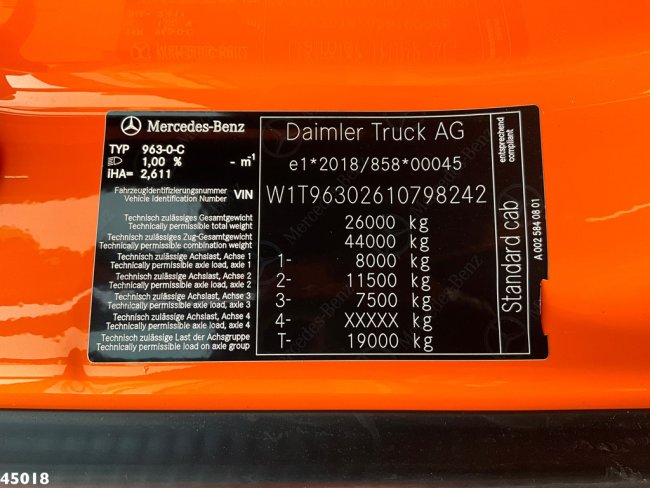 Mercedes-Benz
Daimler Truck AG
TYP 963-0-C
1,00 % - m-1
e1*2018/858*00045
iHA= 2,611
Fahrzeugidentifizierungsnummer
Vehicle Identification Number
VIN W1T96302610798242
Technisch zulässiges Gesamtgewicht
Technically permissible total weight
26000 kg
Technisch zulässiges Zug-Gesamtgewicht
Technically permissible combination weight
44000 kg
Technisch zulässige Achslast, Achse 1
Technically permissible axle load, axle 1
1- 8000 kg
Technisch zulässige Achslast, Achse 2
Technically permissible axle load, axle 2
2- 11500 kg
Technisch zulässige Achslast, Achse 3
Technically permissible axle load, axle 3
3- 7500 kg
Technisch zulässige Achslast, Achse 4
Technically permissible axle load, axle 4
4- XXXXX kg
Technisch zulässige Last der Achsgruppe
Technically permissible load on axle group
T- 19000 kg
entsprechend
compliant
Standard cab
A 002 584 08 01
45018